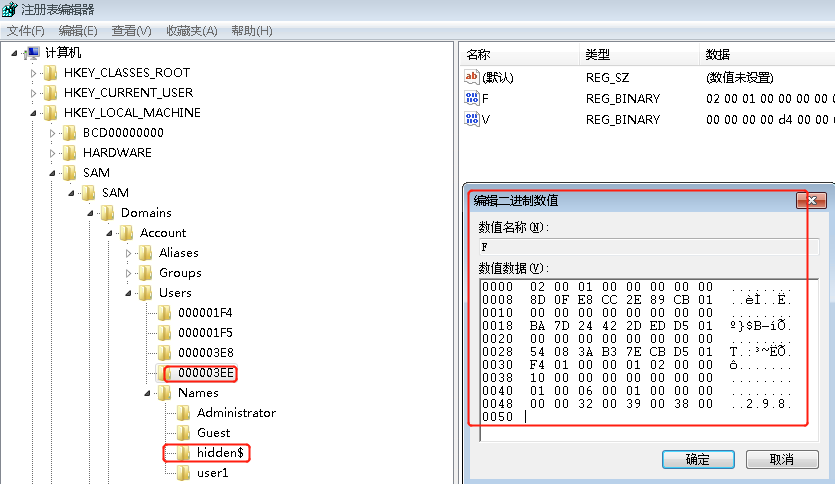 注册表编辑器
文件(F) 编辑(E) 查看(V) 收藏夹(A) 帮助(H)
计算机
HKEY_CLASSES_ROOT
HKEY_CURRENT_USER
HKEY_LOCAL_MACHINE
BCD00000000
HARDWARE
SAM
SAM
Domains
Account
Aliases
Groups
Users
000001F4
000001F5
000003E8
000003EE
Names
Administrator
Guest
hidden$
user1
名称 类型 数据
(默认) REG_SZ (数值未设置)
F REG_BINARY 02 00 01 00 00 00 00 0
V REG_BINARY 00 00 00 00 d4 00 00 0
编辑二进制数值
数值名称(N):
F
数值数据(V):
0000 02 00 01 00 00 00 00 00 ........
0008 8D 0F E8 CC 2E 89 CB 01 ..èÌ..Ë.
0010 00 00 00 00 00 00 00 00 ........
0018 BA 7D 24 42 2D ED D5 01 º}$B-íÕ.
0020 00 00 00 00 00 00 00 00 ........
0028 54 08 3A B3 7E CB D5 01 T.:³~ËÕ.
0030 F4 01 00 00 01 02 00 00 ô.......
0038 10 00 00 00 00 00 00 00 ........
0040 01 00 06 00 01 00 00 00 ........
0048 00 00 32 00 39 00 38 00 ..2.9.8.
0050
确定 取消